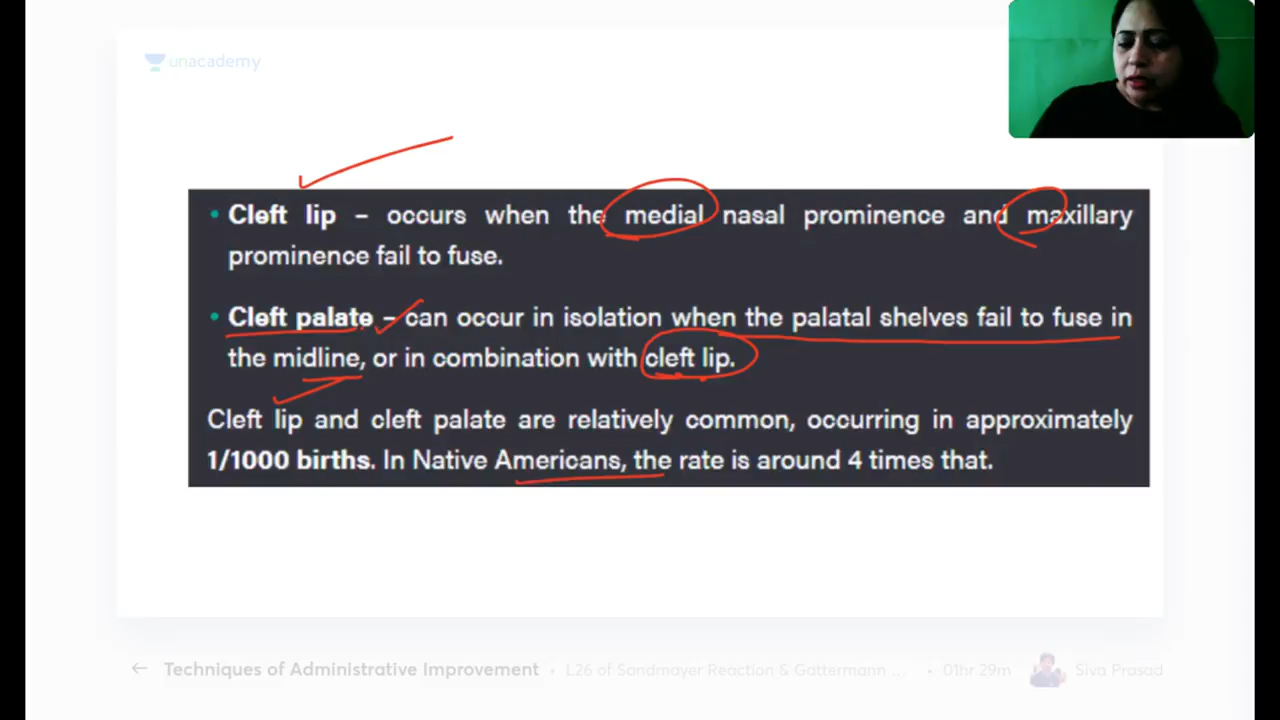 unacademy
• Cleft lip – occurs when the medial nasal prominence and maxillary
prominence fail to fuse.
• Cleft palate – can occur in isolation when the palatal shelves fail to fuse in
the midline, or in combination with cleft lip.
Cleft lip and cleft palate are relatively common, occurring in approximately
1/1000 births. In Native Americans, the rate is around 4 times that.
← Techniques of Administrative Improvement • L26 of Sandmayer Reaction & Gattermann ... • 01hr 29m Siva Prasad